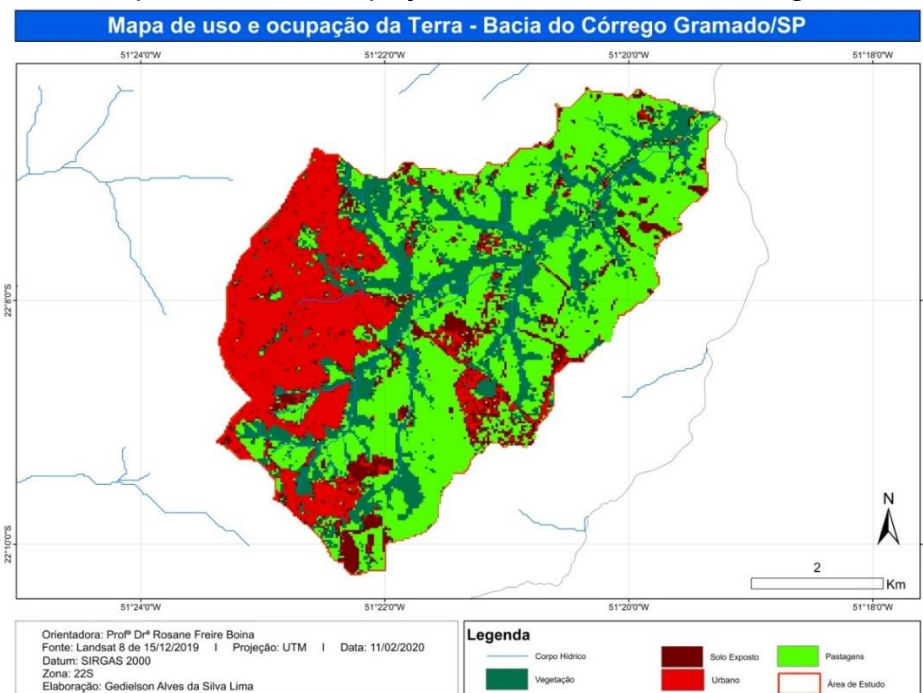 Mapa de uso e ocupação da Terra - Bacia do Córrego Gramado/SP
51°24'0"W 51°22'0"W 51°20'0"W 51°18'0"W
22°8'0"S
22°10'0"S
N
2
Km
51°24'0"W 51°22'0"W 51°20'0"W 51°18'0"W
Orientadora: Profª Drª Rosane Freire Boina
Fonte: Landsat 8 de 15/12/2019 I Projeção: UTM I Data: 11/02/2020
Datum: SIRGAS 2000
Zona: 22S
Elaboração: Gedielson Alves da Silva Lima
Legenda
Corpo Hídrico Solo Exposto Pastagens
Vegetação Urbano Área de Estudo